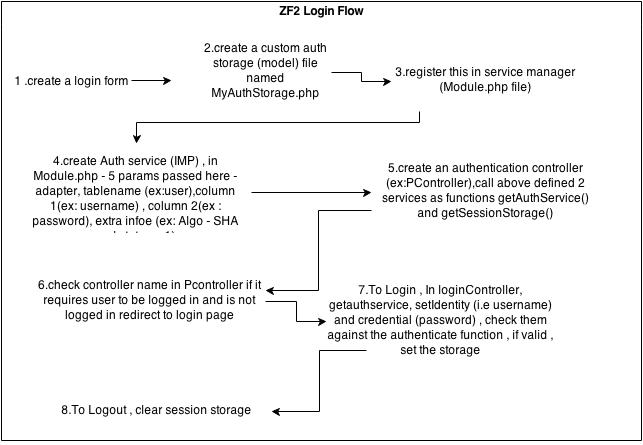 ZF2 Login Flow
1 .create a login form
2.create a custom auth
storage (model) file
named
MyAuthStorage.php
3.register this in service manager
(Module.php file)
4.create Auth service (IMP) , in
Module.php - 5 params passed here -
adapter, tablename (ex:user),column
1(ex: username) , column 2(ex :
password), extra infoe (ex: Algo - SHA
5.create an authentication controller
(ex:PController),call above defined 2
services as functions getAuthService()
and getSessionStorage()
6.check controller name in Pcontroller if it
requires user to be logged in and is not
logged in redirect to login page
7.To Login , In loginController,
getauthservice, setIdentity (i.e username)
and credential (password) , check them
against the authenticate function , if valid ,
set the storage
8.To Logout , clear session storage